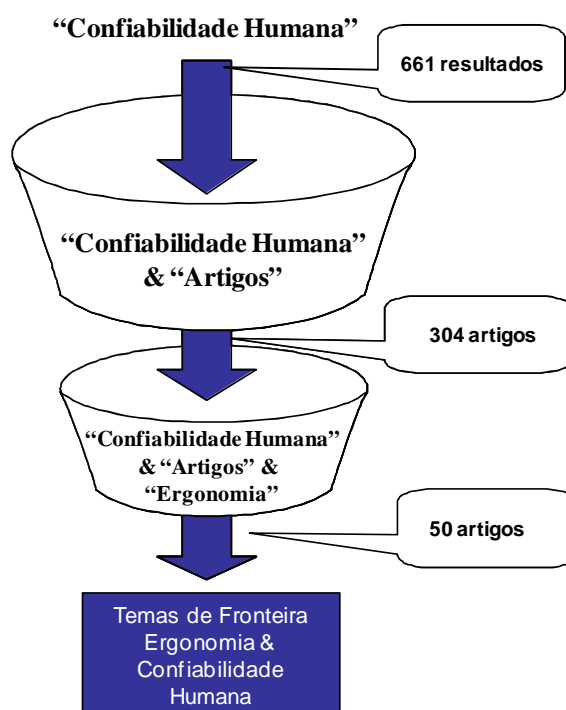 “Confiabilidade Humana”
661 resultados
“Confiabilidade Humana”
& “Artigos”
304 artigos
“Confiabilidade Humana”
& “Artigos” &
“Ergonomia”
50 artigos
Temas de Fronteira
Ergonomia &
Confiabilidade
Humana